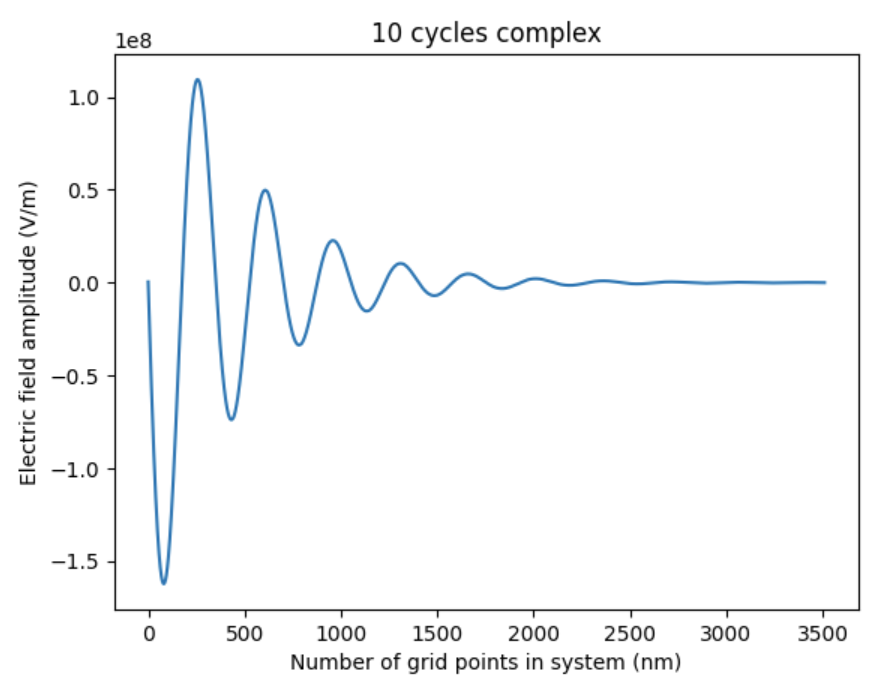 10 cycles complex
1e8
1.0
0.5
0.0
−0.5
−1.0
−1.5
Electric field amplitude (V/m)
0 500 1000 1500 2000 2500 3000 3500
Number of grid points in system (nm)